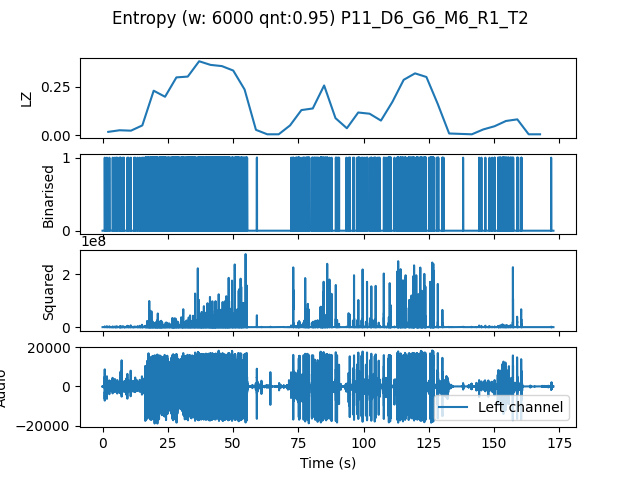 Entropy (w: 6000 qnt:0.95) P11_D6_G6_M6_R1_T2
LZ
0.25
0.00
Binarised
1
0
1e8
Squared
2
0
Audio
20000
0
−20000
Left channel
0 25 50 75 100 125 150 175
Time (s)